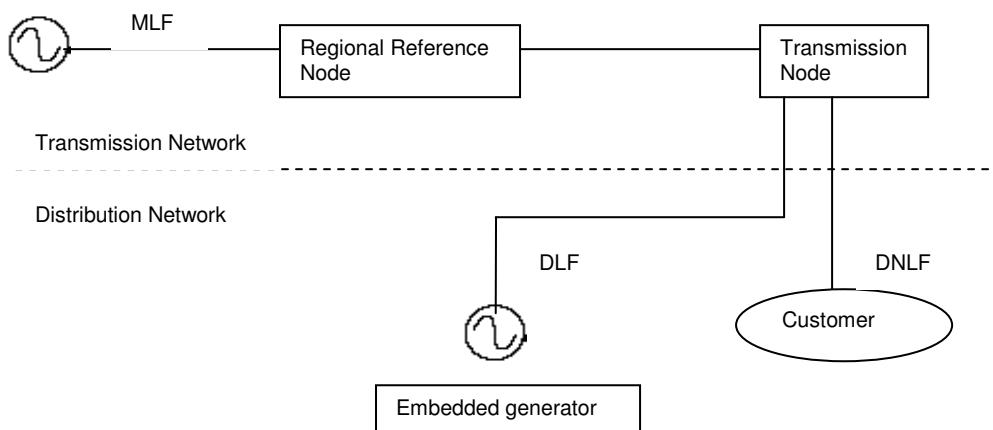 MLF
Regional Reference
Node
Transmission
Node
Transmission Network
Distribution Network
DLF
DNLF
Customer
Embedded generator